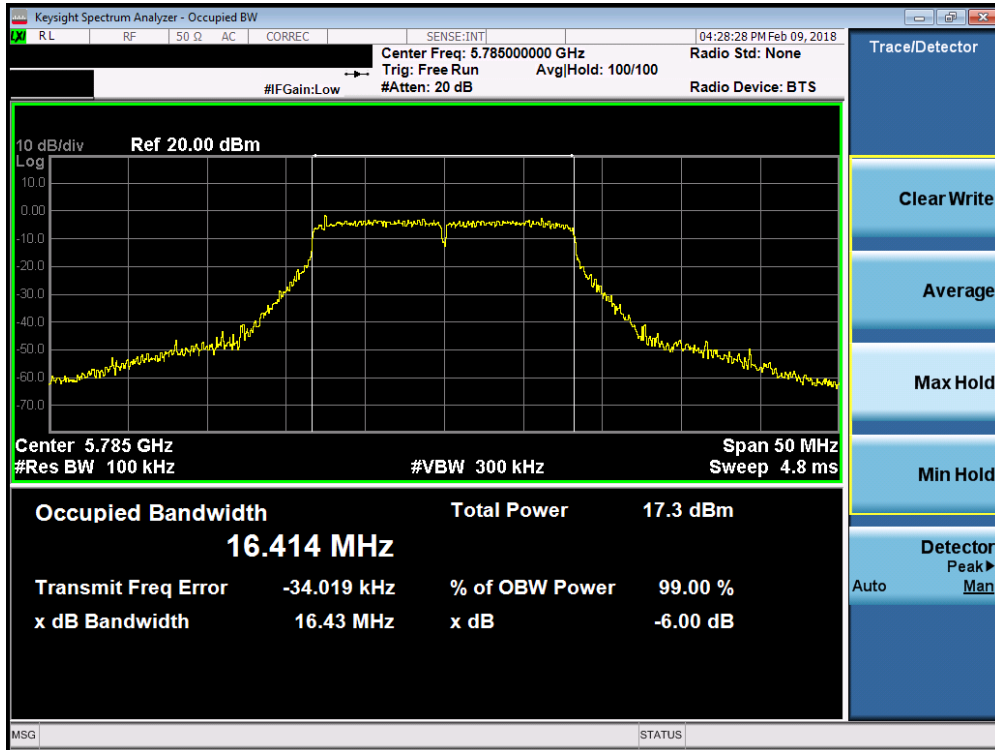 Keysight Spectrum Analyzer - Occupied BW
LXI RL RF 50 Ω AC CORREC SENSE:INT 04:28:28 PM Feb 09, 2018
Center Freq: 5.785000000 GHz Radio Std: None
Trig: Free Run Avg|Hold: 100/100
#IFGain:Low #Atten: 20 dB Radio Device: BTS
10 dB/div Ref 20.00 dBm
Log
10.0
0.00
-10.0
-20.0
-30.0
-40.0
-50.0
-60.0
-70.0
Center 5.785 GHz Span 50 MHz
#Res BW 100 kHz #VBW 300 kHz Sweep 4.8 ms
Occupied Bandwidth Total Power 17.3 dBm
16.414 MHz
Transmit Freq Error -34.019 kHz % of OBW Power 99.00 %
x dB Bandwidth 16.43 MHz x dB -6.00 dB
MSG STATUS
Trace/Detector
Clear Write
Average
Max Hold
Min Hold
Detector
Peak▶
Auto Man